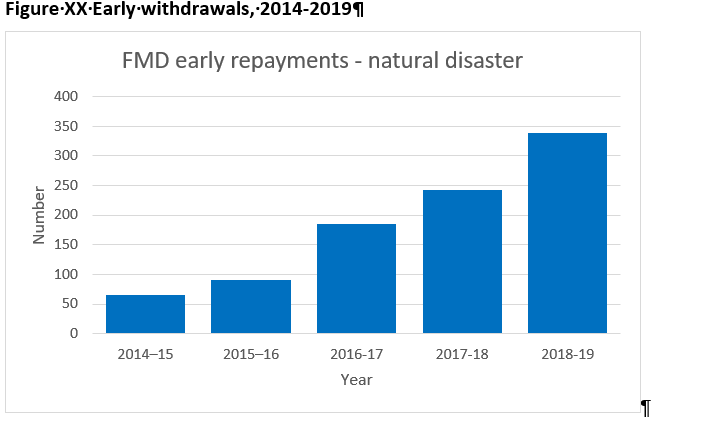 Figure·XX·Early·withdrawals,·2014-2019¶
FMD early repayments - natural disaster
400
350
300
250
200
150
100
50
0
Number
2014–15 2015–16 2016-17 2017-18 2018-19
Year
¶